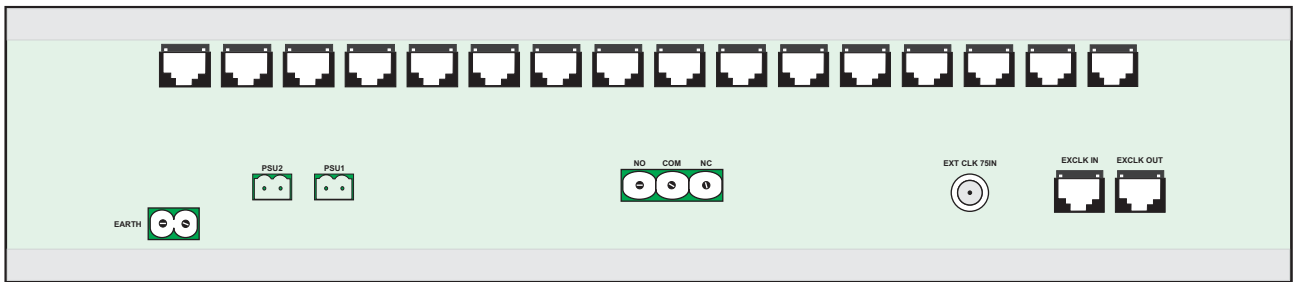 NO COM NC
EXT CLK 75IN
EXCLK IN EXCLK OUT
PSU2 PSU1
EARTH